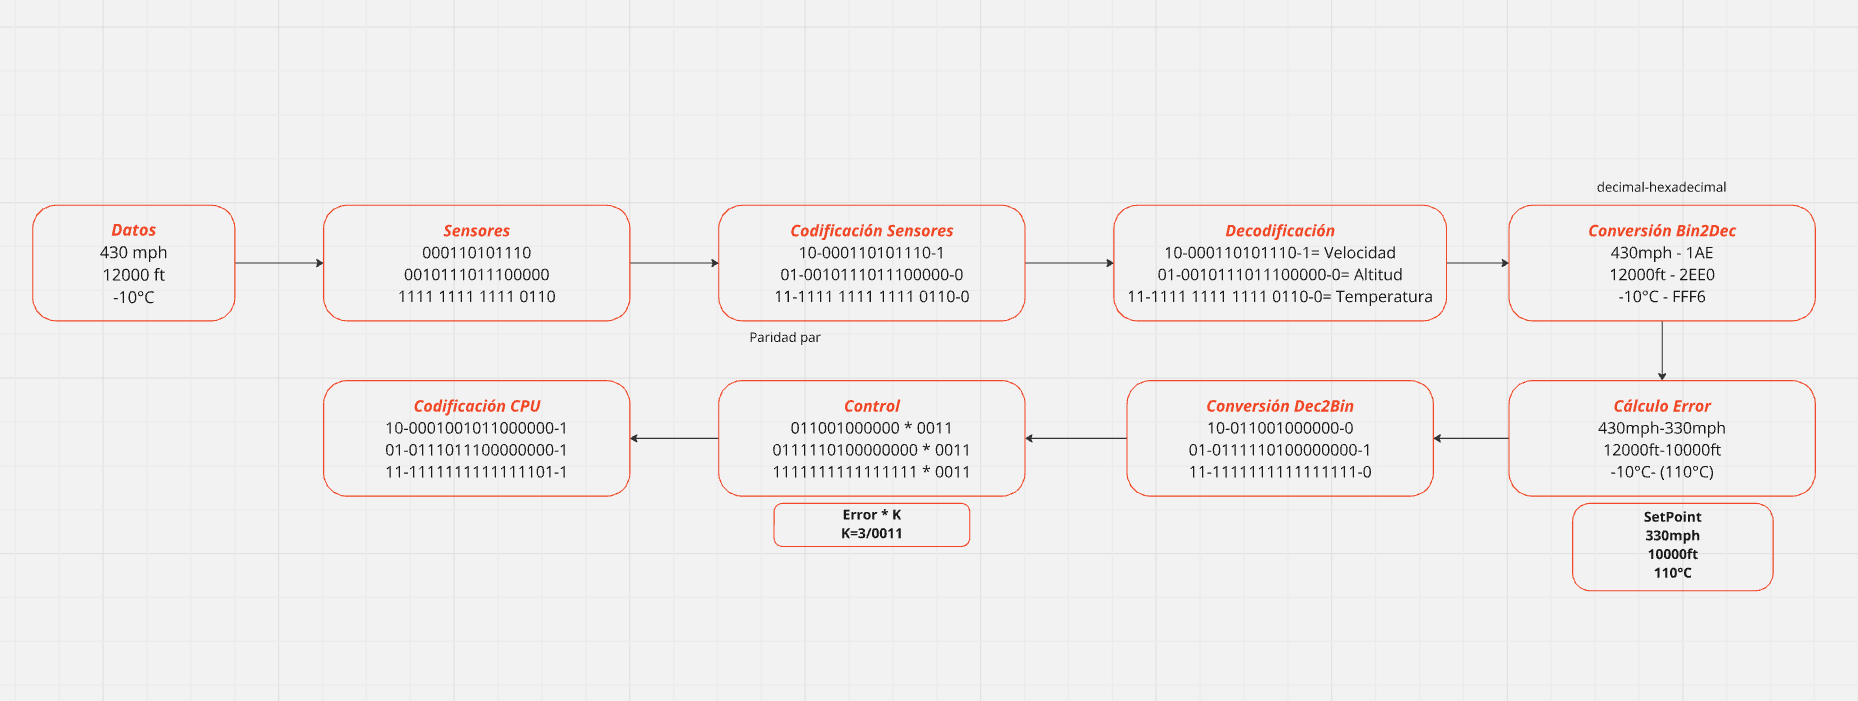 Datos
430 mph
12000 ft
-10°C
Sensores
000110101110
0010111011100000
1111 1111 1111 0110
Codificación Sensores
10-000110101110-1
01-0010111011100000-0
11-1111 1111 1111 0110-0
Paridad par
Decodificación
10-000110101110-1= Velocidad
01-0010111011100000-0= Altitud
11-1111 1111 1111 0110-0= Temperatura
decimal-hexadecimal
Conversión Bin2Dec
430mph - 1AE
12000ft - 2EE0
-10°C - FFF6
Cálculo Error
430mph-330mph
12000ft-10000ft
-10°C- (110°C)
SetPoint
330mph
10000ft
110°C
Conversión Dec2Bin
10-011001000000-0
01-0111110100000000-1
11-1111111111111111-0
Control
011001000000 * 0011
0111110100000000 * 0011
1111111111111111 * 0011
Error * K
K=3/0011
Codificación CPU
10-0001001011000000-1
01-0111011100000000-1
11-1111111111111101-1